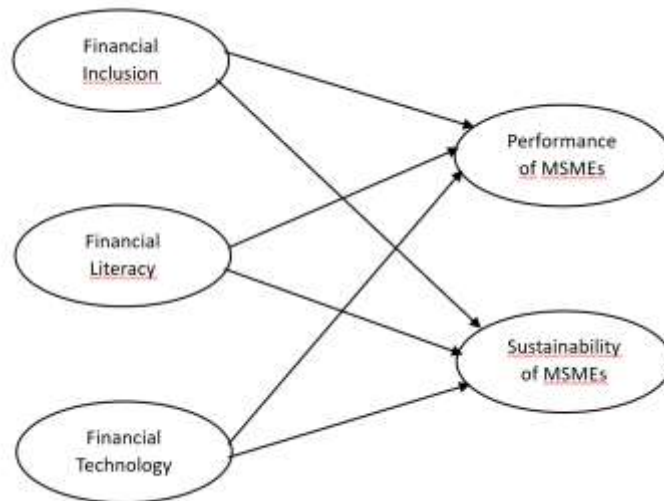 Financial
Inclusion
Performance
of MSMEs
Financial
Literacy
Sustainability
of MSMEs
Financial
Technology